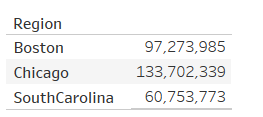 Region
Boston 97,273,985
Chicago 133,702,339
SouthCarolina 60,753,773